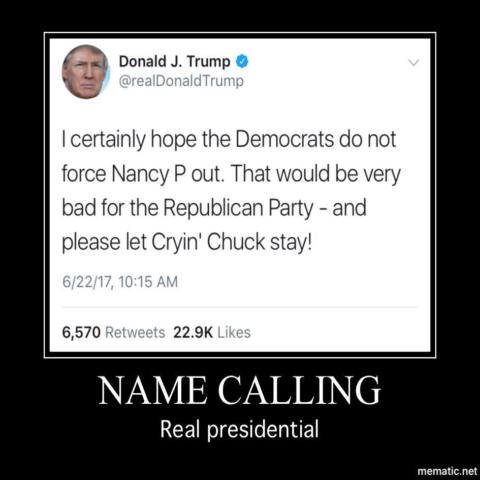 Donald J. Trump
@realDonaldTrump
I certainly hope the Democrats do not
force Nancy P out. That would be very
bad for the Republican Party - and
please let Cryin' Chuck stay!
6/22/17, 10:15 AM
6,570 Retweets 22.9K Likes
NAME CALLING
Real presidential
mematic.net